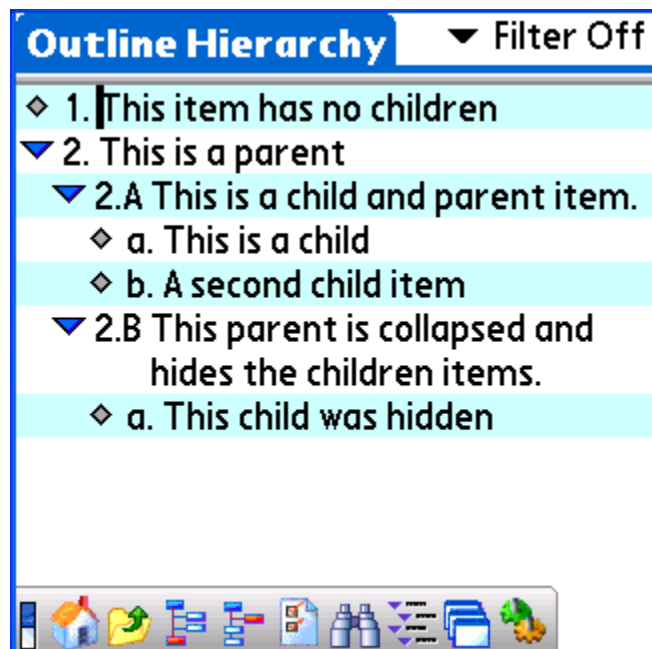 Outline Hierarchy
Filter Off
1. This item has no children
2. This is a parent
2.A This is a child and parent item.
a. This is a child
b. A second child item
2.B This parent is collapsed and
hides the children items.
a. This child was hidden